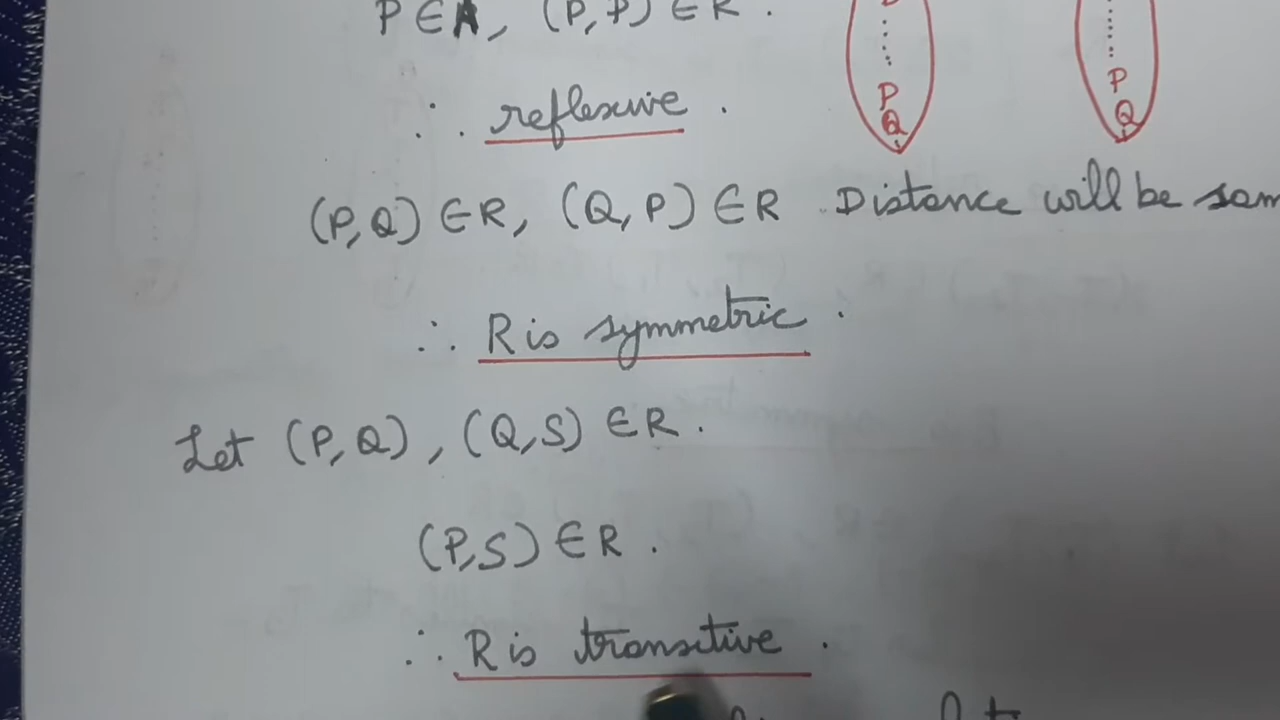 P ∈ A, (P, P) ∈ R .
P
Q
P
Q
∴ reflexive .
(P, Q) ∈ R, (Q, P) ∈ R . Distance will be sam
∴ R is symmetric .
Let (P, Q) , (Q, S) ∈ R .
(P, S) ∈ R .
∴ R is transitive .